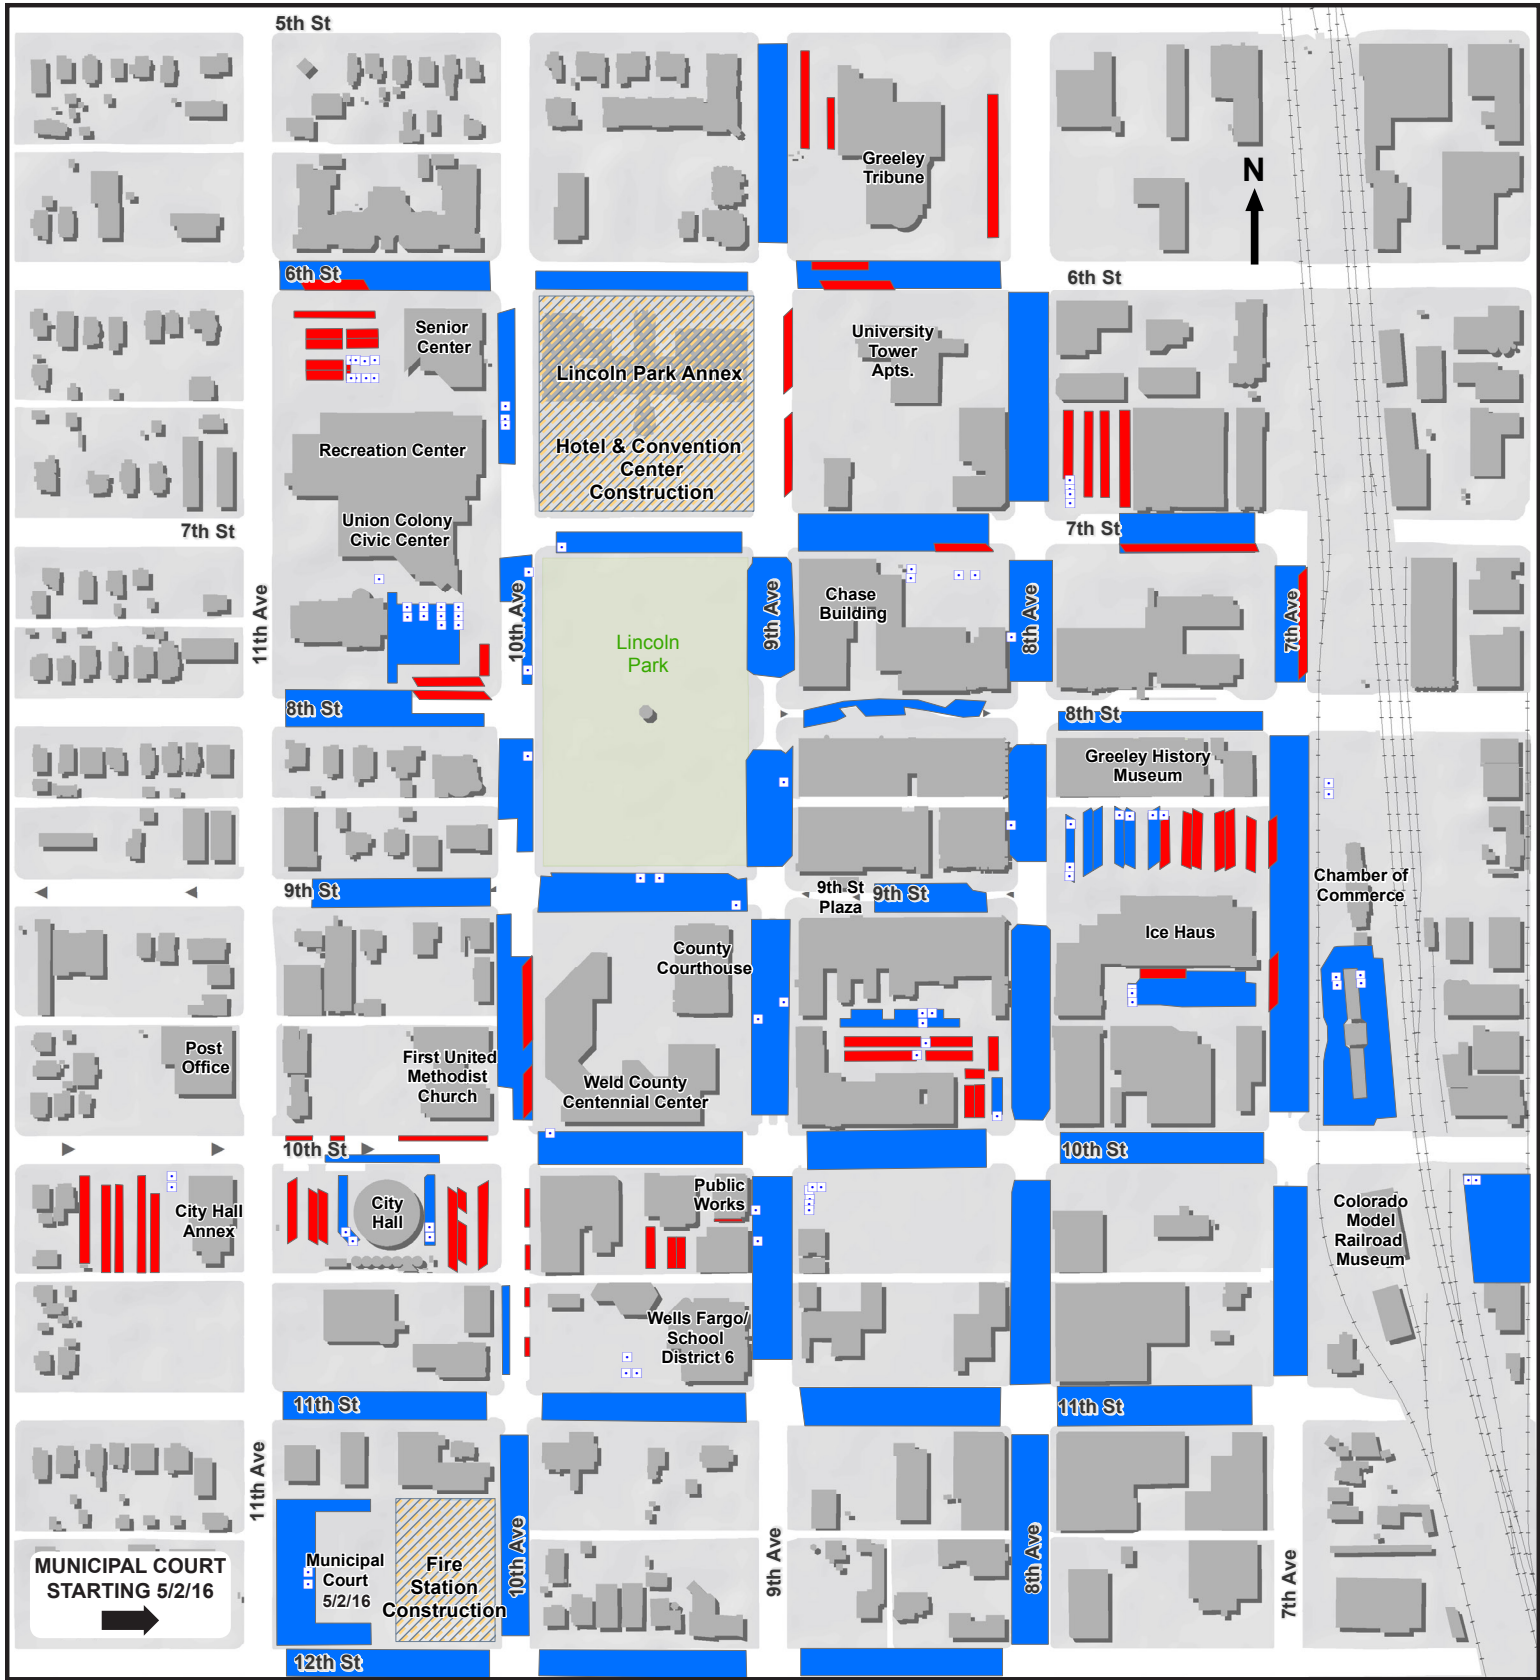 5th St
Greeley
Tribune
N
6th St
6th St
Senior
Center
University
Tower
Apts.
Lincoln Park Annex
Recreation Center
Hotel & Convention
Center
Construction
Union Colony
Civic Center
7th St
7th St
11th Ave
10th Ave
9th Ave
Chase
Building
8th Ave
7th Ave
Lincoln
Park
8th St
8th St
Greeley History
Museum
9th St
9th St
Plaza
9th St
Chamber of
Commerce
County
Courthouse
Ice Haus
Post
Office
First United
Methodist
Church
Weld County
Centennial Center
10th St
10th St
City Hall
Annex
City
Hall
Public
Works
Colorado
Model
Railroad
Museum
Wells Fargo/
School
District 6
11th St
11th St
11th Ave
10th Ave
9th Ave
8th Ave
7th Ave
MUNICIPAL COURT
STARTING 5/2/16
Municipal
Court
5/2/16
Fire
Station
Construction
12th St